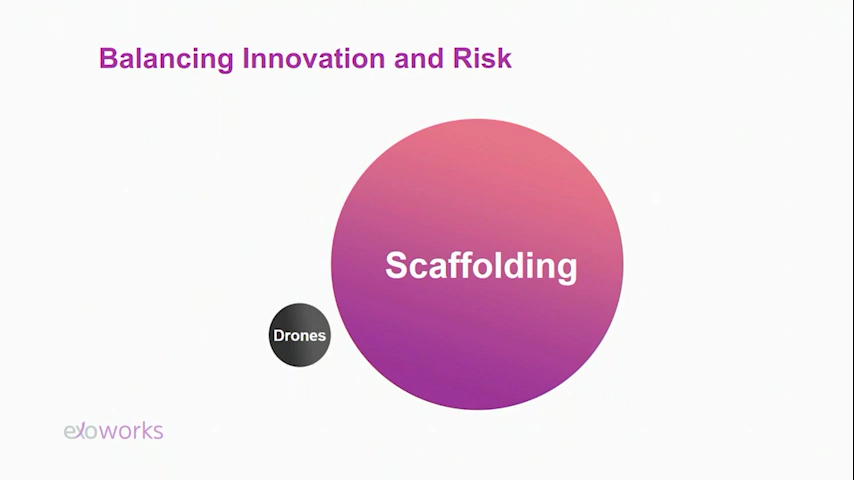 Balancing Innovation and Risk
Scaffolding
Drones
exoworks